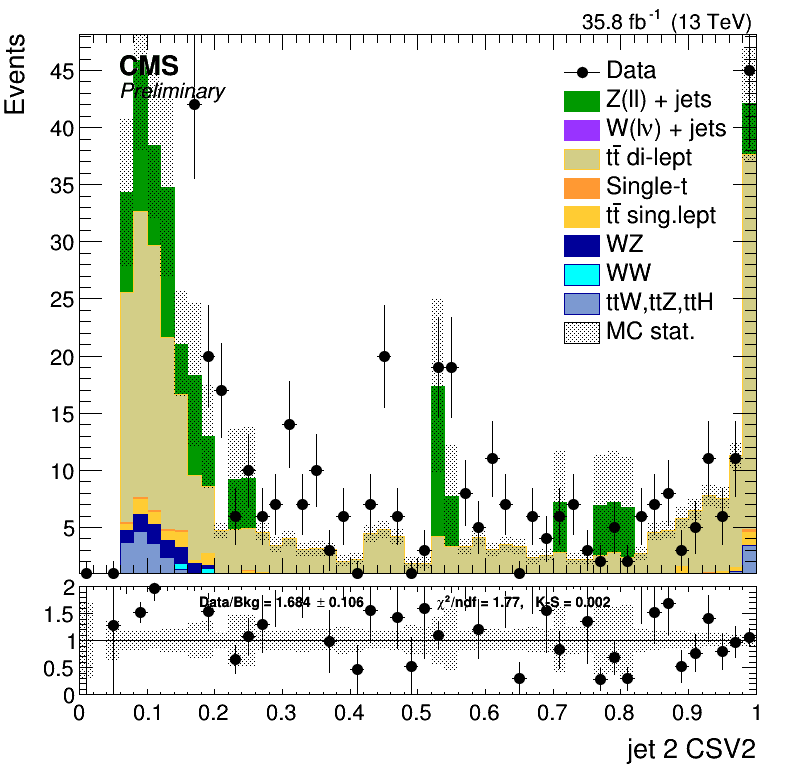 35.8 fb⁻¹ (13 TeV)
Events
CMS
Preliminary
Data
Z(ll) + jets
W(lν) + jets
tt̄ di-lept
Single-t
tt̄ sing.lept
WZ
WW
ttW,ttZ,ttH
MC stat.
45
40
35
30
25
20
15
10
5
Data/Bkg = 1.684 ± 0.106
χ²/ndf = 1.77, K-S = 0.002
2
1.5
1
0.5
0
0 0.1 0.2 0.3 0.4 0.5 0.6 0.7 0.8 0.9 1
jet 2 CSV2